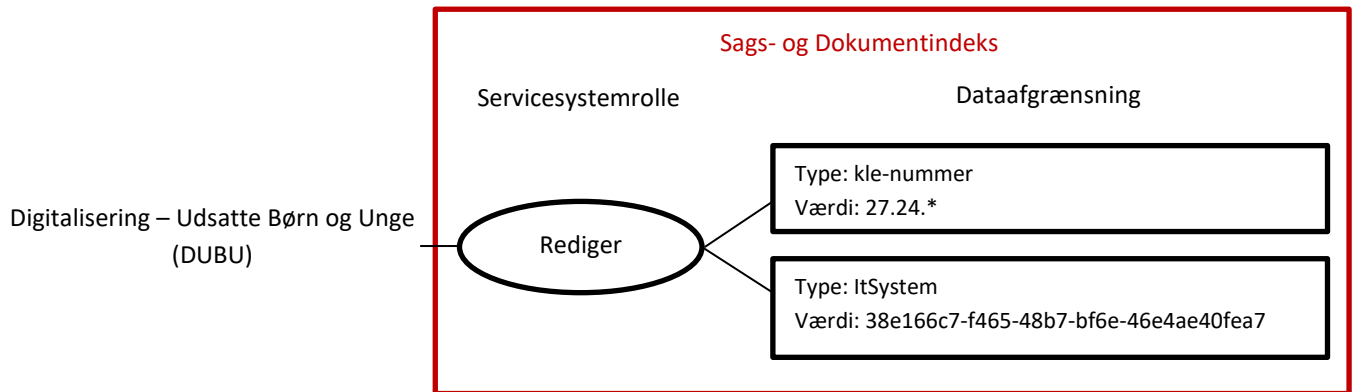 Sags- og Dokumentindeks
Servicesystemrolle
Dataafgrænsning
Digitalisering – Udsatte Børn og Unge
(DUBU)
Rediger
Type: kle-nummer
Værdi: 27.24.*
Type: ItSystem
Værdi: 38e166c7-f465-48b7-bf6e-46e4ae40fea7